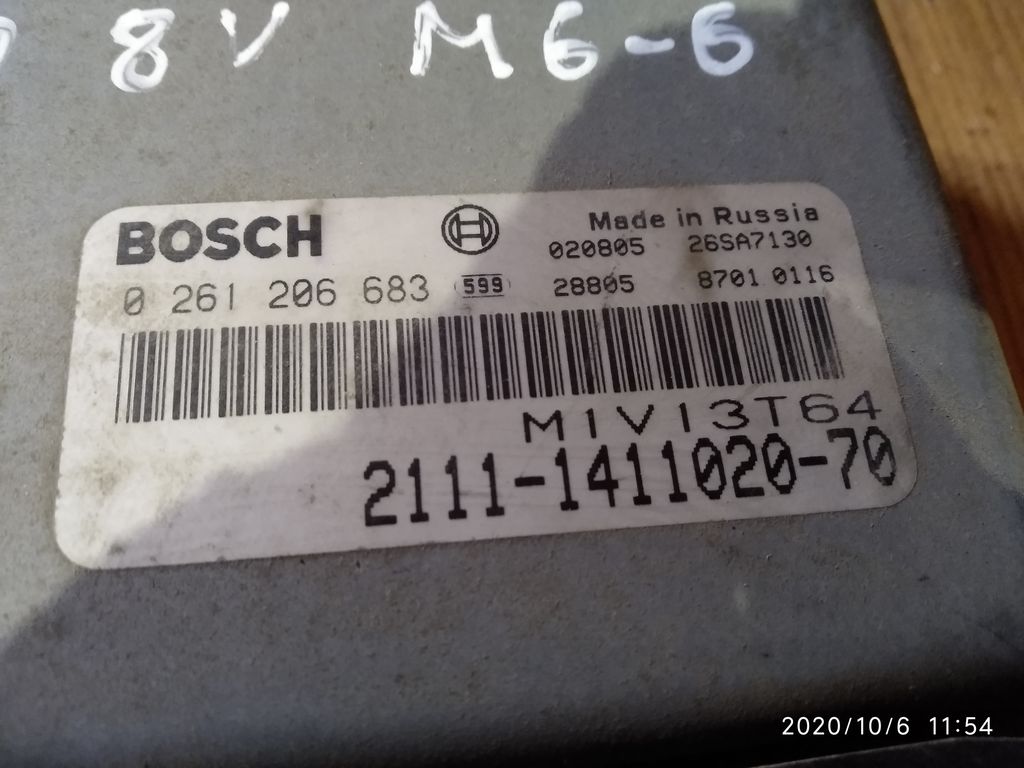 8V M6-6
BOSCH
Made in Russia
020805 26SA7130
0 261 206 683 599 28805 8701 0116
M1V13T64
2111-1411020-70
2020/10/6 11:54